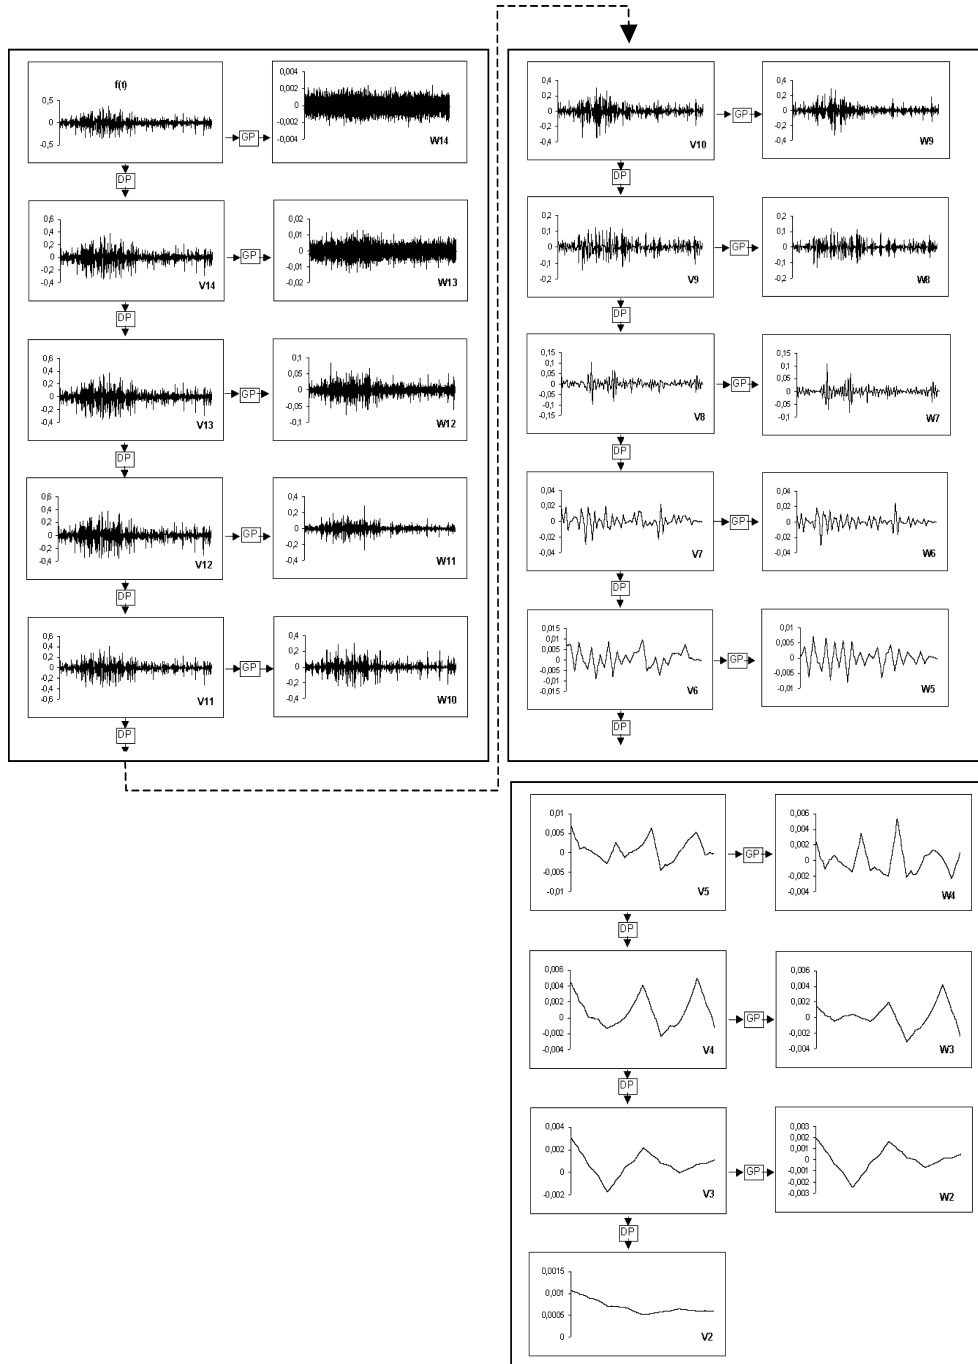 f(t)
0,5
0
-0,5
GP
0,004
0,002
0
-0,002
-0,004
W14
DP
0,6
0,4
0,2
0
-0,2
-0,4
V14
GP
0,02
0,01
0
-0,01
-0,02
W13
DP
0,6
0,4
0,2
0
-0,2
-0,4
V13
GP
0,1
0,05
0
-0,05
-0,1
W12
DP
0,6
0,4
0,2
0
-0,2
-0,4
V12
GP
0,4
0,2
0
-0,2
-0,4
W11
DP
0,6
0,4
0,2
0
-0,2
-0,4
-0,6
V11
GP
0,4
0,2
0
-0,2
-0,4
W10
DP
0,4
0,2
0
-0,2
-0,4
V10
GP
0,4
0,2
0
-0,2
-0,4
W9
DP
0,2
0,1
0
-0,1
-0,2
V9
GP
0,2
0,1
0
-0,1
-0,2
W8
DP
0,15
0,1
0,05
0
-0,05
-0,1
-0,15
V8
GP
0,15
0,1
0,05
0
-0,05
-0,1
W7
DP
0,04
0,02
0
-0,02
-0,04
V7
GP
0,04
0,02
0
-0,02
-0,04
W6
DP
0,015
0,01
0,005
0
-0,005
-0,01
-0,015
V6
GP
0,01
0,005
0
-0,005
-0,01
W5
DP
0,01
0,005
0
-0,005
-0,01
V5
GP
0,006
0,004
0,002
0
-0,002
-0,004
W4
DP
0,006
0,004
0,002
0
-0,002
-0,004
V4
GP
0,006
0,004
0,002
0
-0,002
-0,004
W3
DP
0,004
0,002
0
-0,002
V3
GP
0,003
0,002
0,001
0
-0,001
-0,002
-0,003
W2
DP
0,0015
0,001
0,0005
0
V2